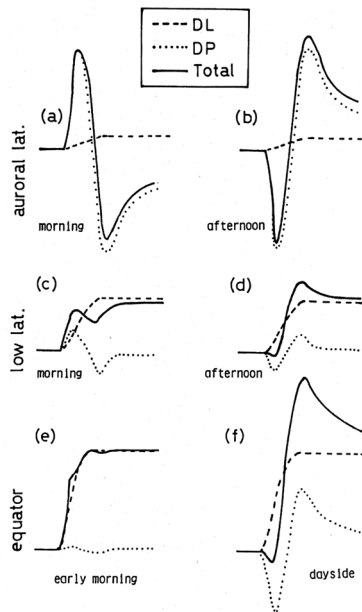 DL
DP
Total
auroral lat.
(a)
morning
(b)
afternoon
low lat.
(c)
morning
(d)
afternoon
equator
(e)
early morning
(f)
dayside